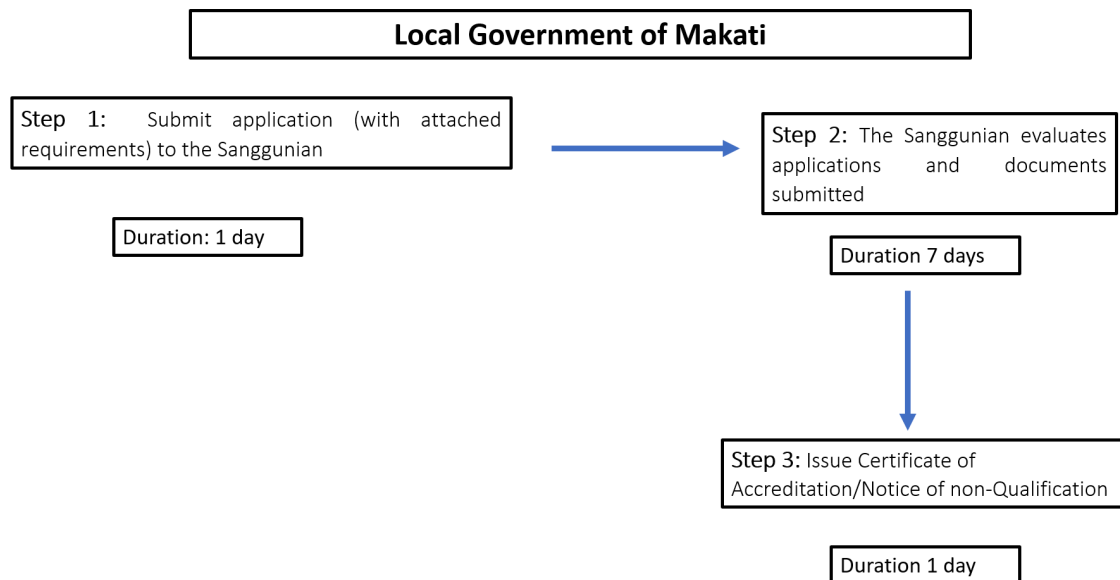 Local Government of Makati
Step 1: Submit application (with attached
requirements) to the Sanggunian
Duration: 1 day
Step 2: The Sanggunian evaluates
applications and documents
submitted
Duration 7 days
Step 3: Issue Certificate of
Accreditation/Notice of non-Qualification
Duration 1 day